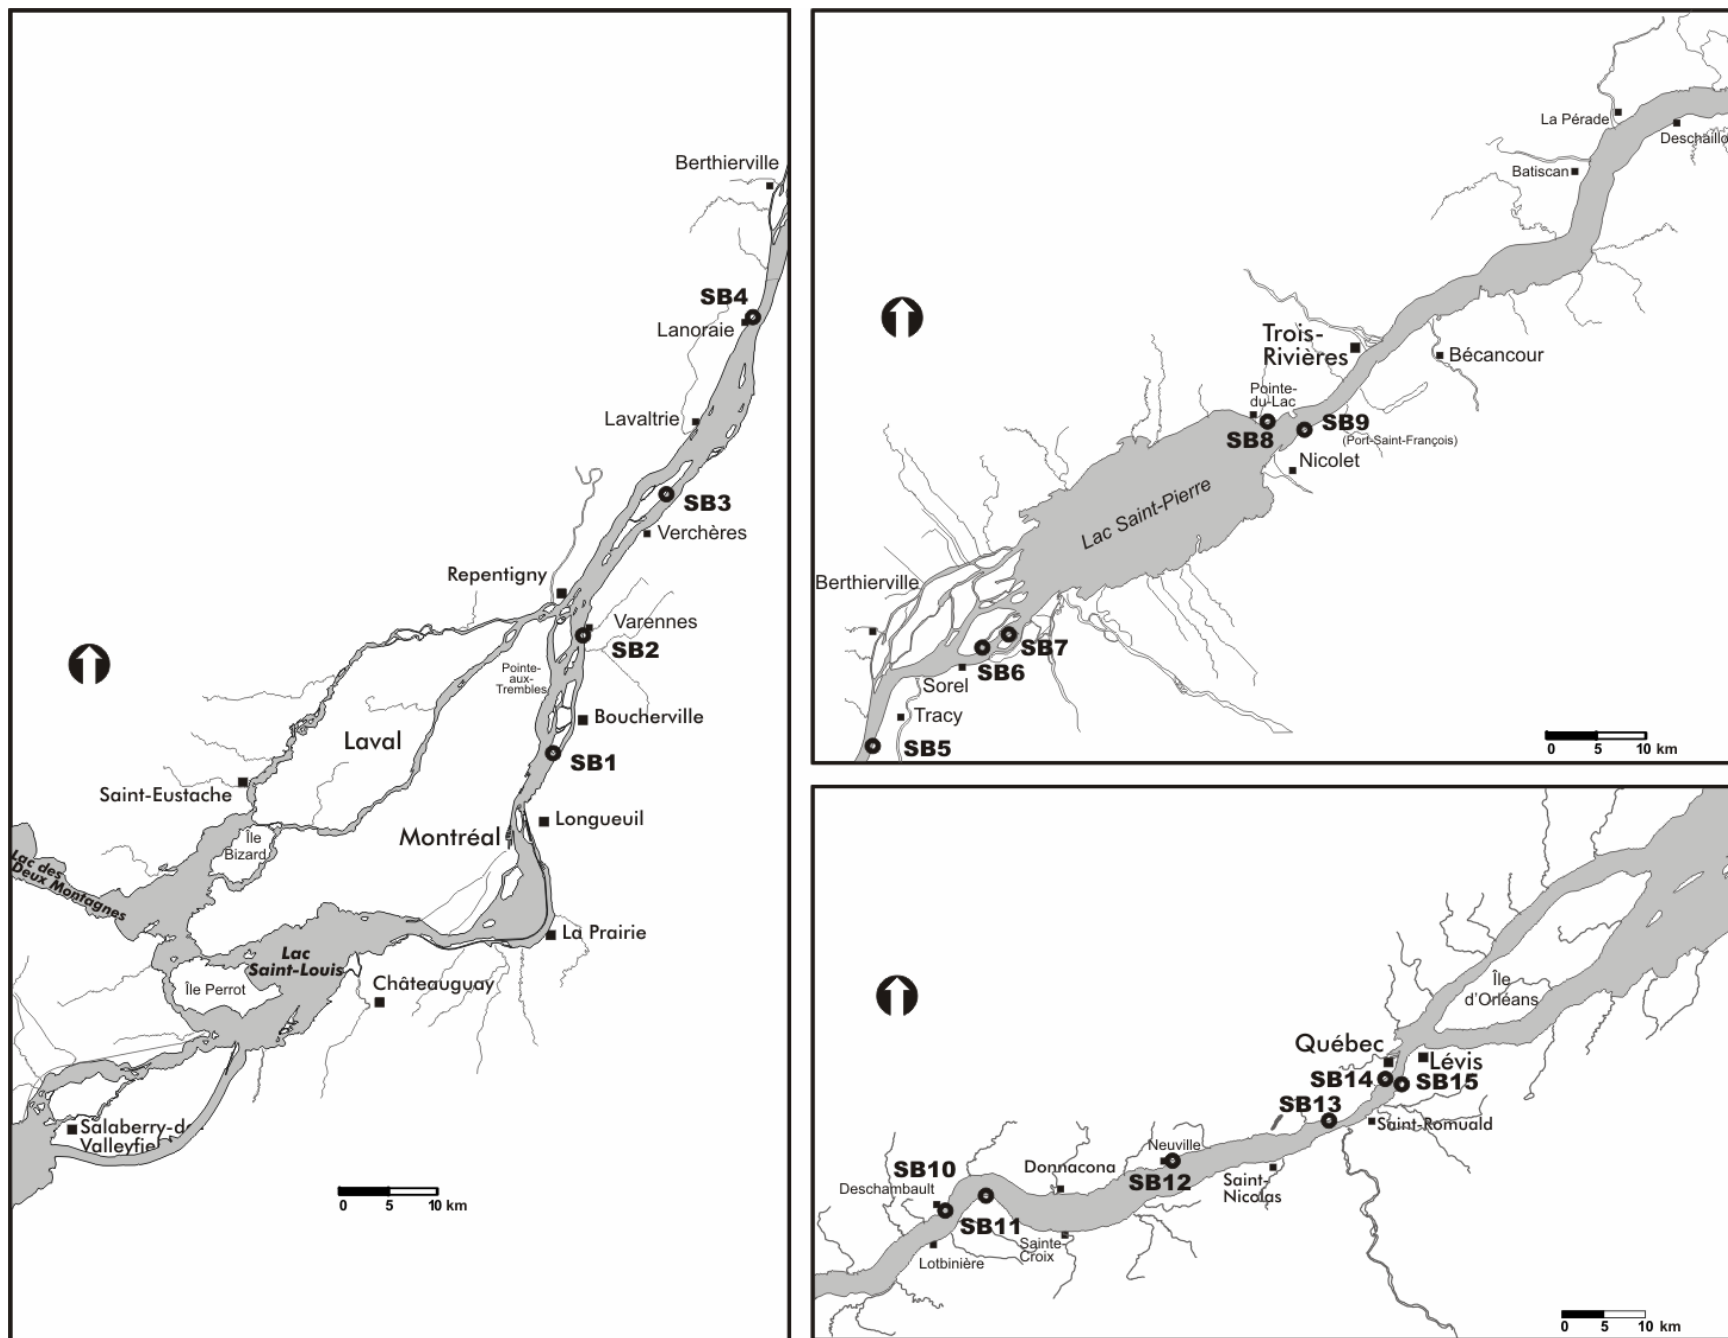 Berthierville
SB4
Lanoraie
Lavaltrie
SB3
Verchères
Repentigny
Varennes
SB2
Pointe-
aux-
Trembles
Boucherville
Laval
SB1
Saint-Eustache
Longueuil
Montréal
Île
Bizard
Lac des
Deux Montagnes
La Prairie
Lac
Saint-Louis
Châteauguay
Île Perrot
Salaberry-de
Valleyfiel
0 5 10 km
La Pérade
Deschaillo
Batiscan
Trois-
Rivières
Bécancour
Pointe-
du-Lac
SB9
SB8
(Port-Saint-François)
Nicolet
Lac Saint-Pierre
Berthierville
SB7
SB6
Sorel
Tracy
SB5
0 5 10 km
Île
d'Orléans
Québec
Lévis
SB14
SB15
SB13
Saint-Romuald
Neuville
SB10
Donnacona
SB12
Deschambault
Saint-
Nicolas
SB11
Sainte-
Croix
Lotbinière
0 5 10 km